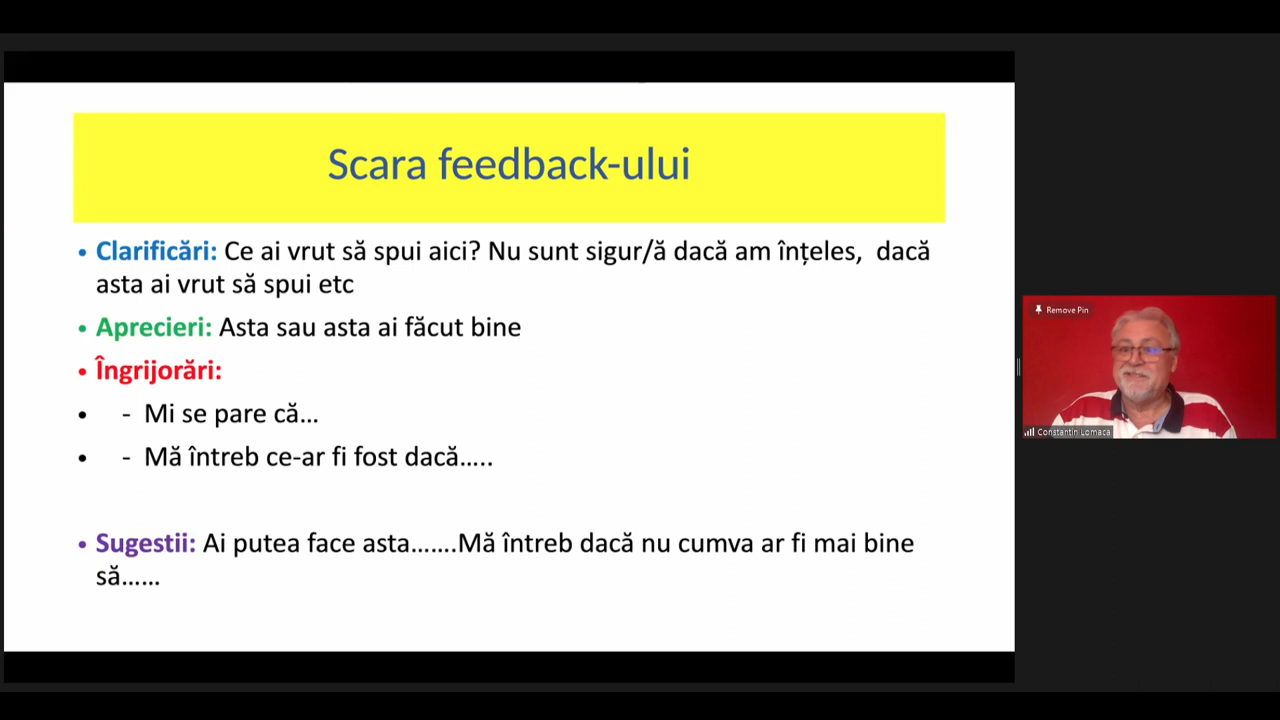 Scara feedback-ului
• Clarificări: Ce ai vrut să spui aici? Nu sunt sigur/ă dacă am înțeles, dacă
asta ai vrut să spui etc
• Aprecieri: Asta sau asta ai făcut bine
• Îngrijorări:
• - Mi se pare că...
• - Mă întreb ce-ar fi fost dacă.....
• Sugestii: Ai putea face asta.......Mă întreb dacă nu cumva ar fi mai bine
să......
Remove Pin
Constantin Lomaca